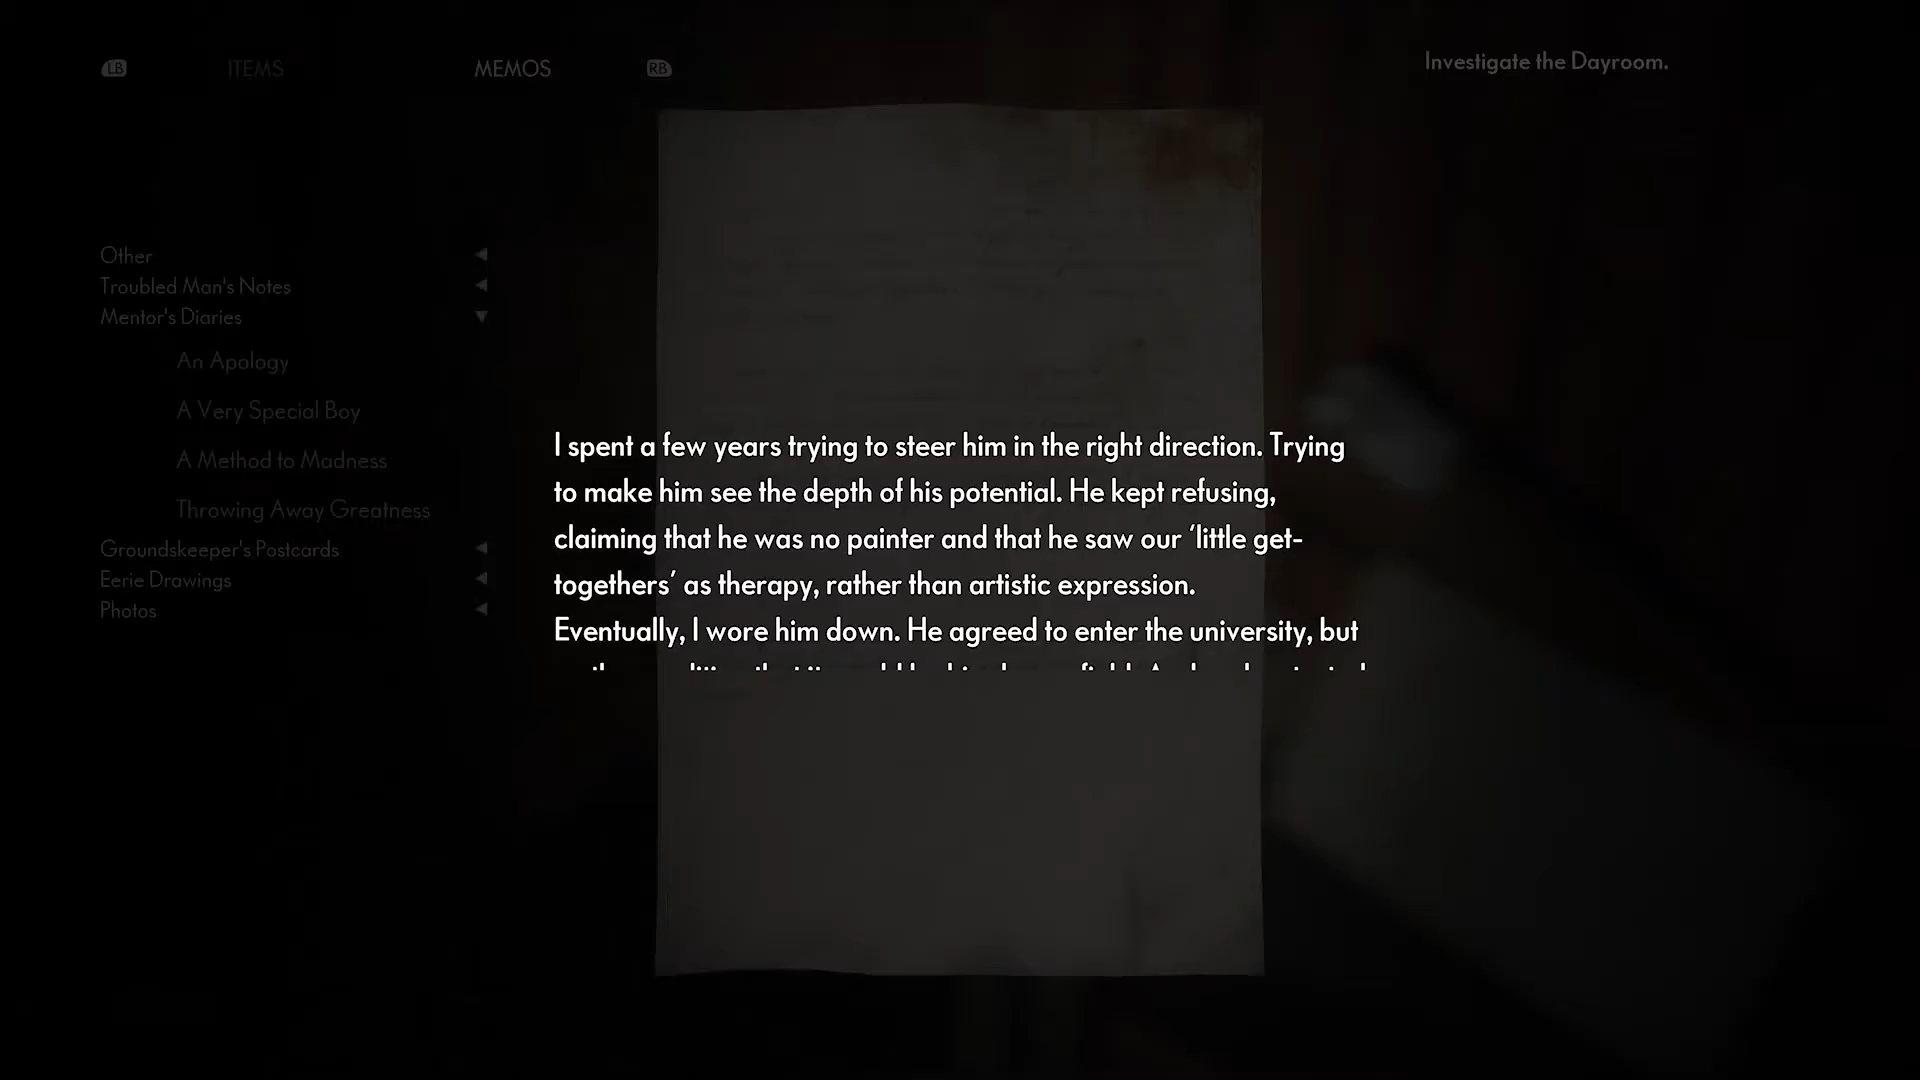 LB
ITEMS
MEMOS
RB
Investigate the Dayroom.
Other
Troubled Man's Notes
Mentor's Diaries
An Apology
A Very Special Boy
A Method to Madness
Throwing Away Greatness
Groundskeeper's Postcards
Eerie Drawings
Photos
I spent a few years trying to steer him in the right direction. Trying
to make him see the depth of his potential. He kept refusing,
claiming that he was no painter and that he saw our 'little get-
togethers' as therapy, rather than artistic expression.
Eventually, I wore him down. He agreed to enter the university, but